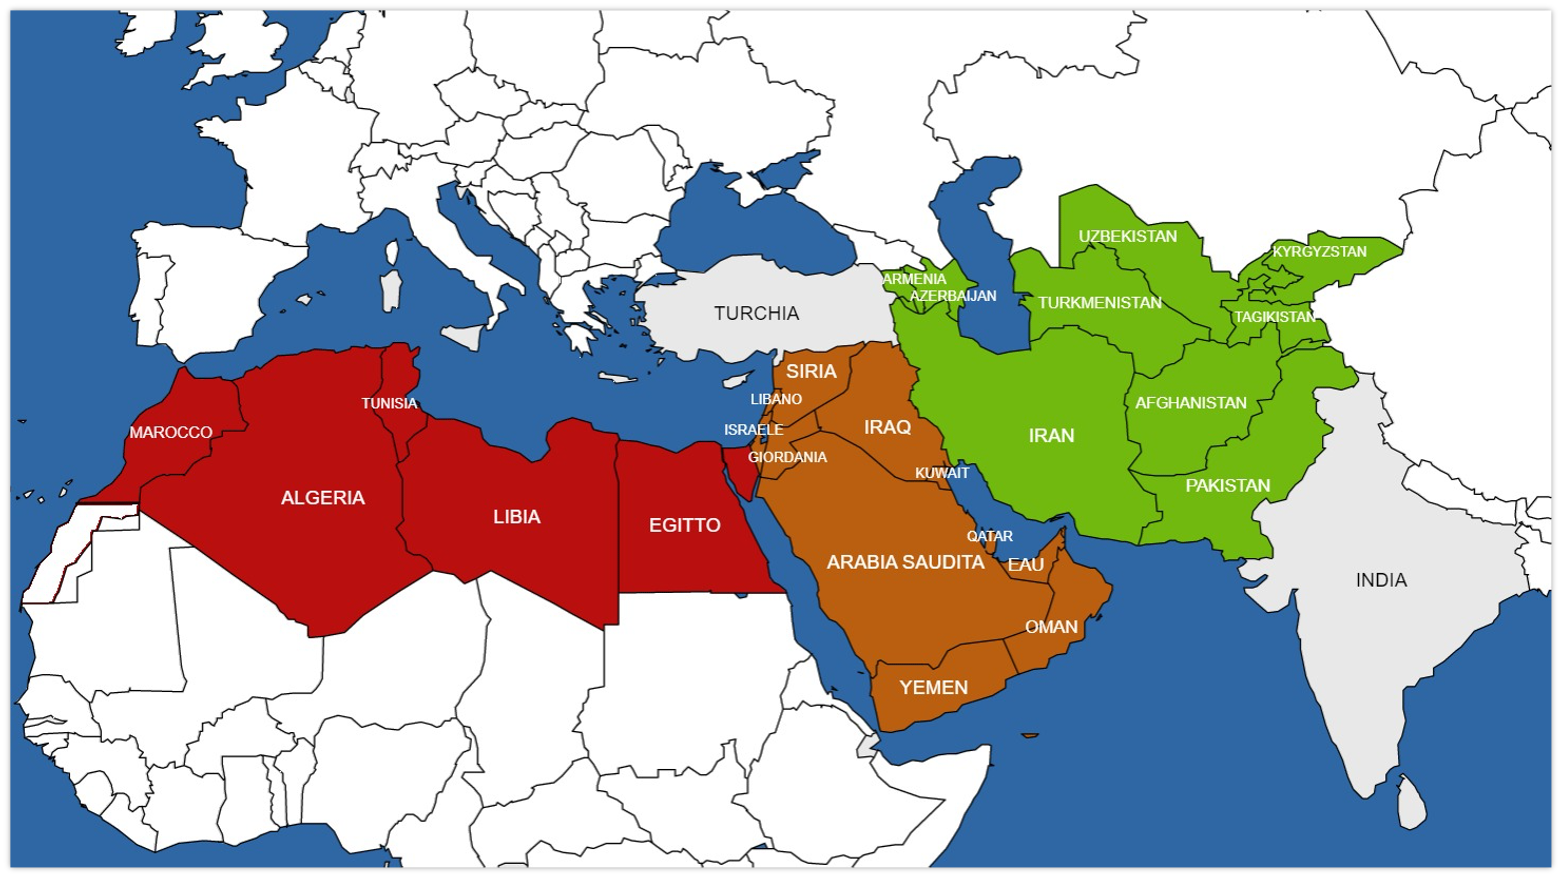 UZBEKISTAN
KYRGYZSTAN
ARMENIA
AZERBAIJAN
TURKMENISTAN
TURCHIA
TAGIKISTAN
SIRIA
LIBANO
TUNISIA
AFGHANISTAN
ISRAELE
IRAQ
MAROCCO
IRAN
GIORDANIA
KUWAIT
PAKISTAN
ALGERIA
LIBIA
EGITTO
QATAR
ARABIA SAUDITA
EAU
INDIA
OMAN
YEMEN